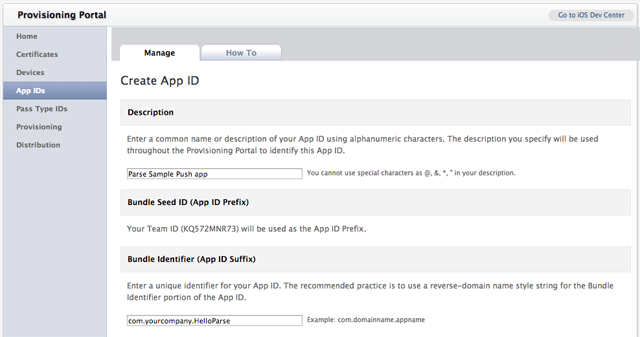 Provisioning Portal
Go to iOS Dev Center
Home
Certificates
Devices
App IDs
Pass Type IDs
Provisioning
Distribution
Manage
How To
Create App ID
Description
Enter a common name or description of your App ID using alphanumeric characters. The description you specify will be used
throughout the Provisioning Portal to identify this App ID.
Parse Sample Push app
You cannot use special characters as @, &, *, " in your description.
Bundle Seed ID (App ID Prefix)
Your Team ID (KQ572MNR73) will be used as the App ID Prefix.
Bundle Identifier (App ID Suffix)
Enter a unique identifier for your App ID. The recommended practice is to use a reverse-domain name style string for the Bundle
Identifier portion of the App ID.
com.yourcompany.HelloParse
Example: com.domainname.appname